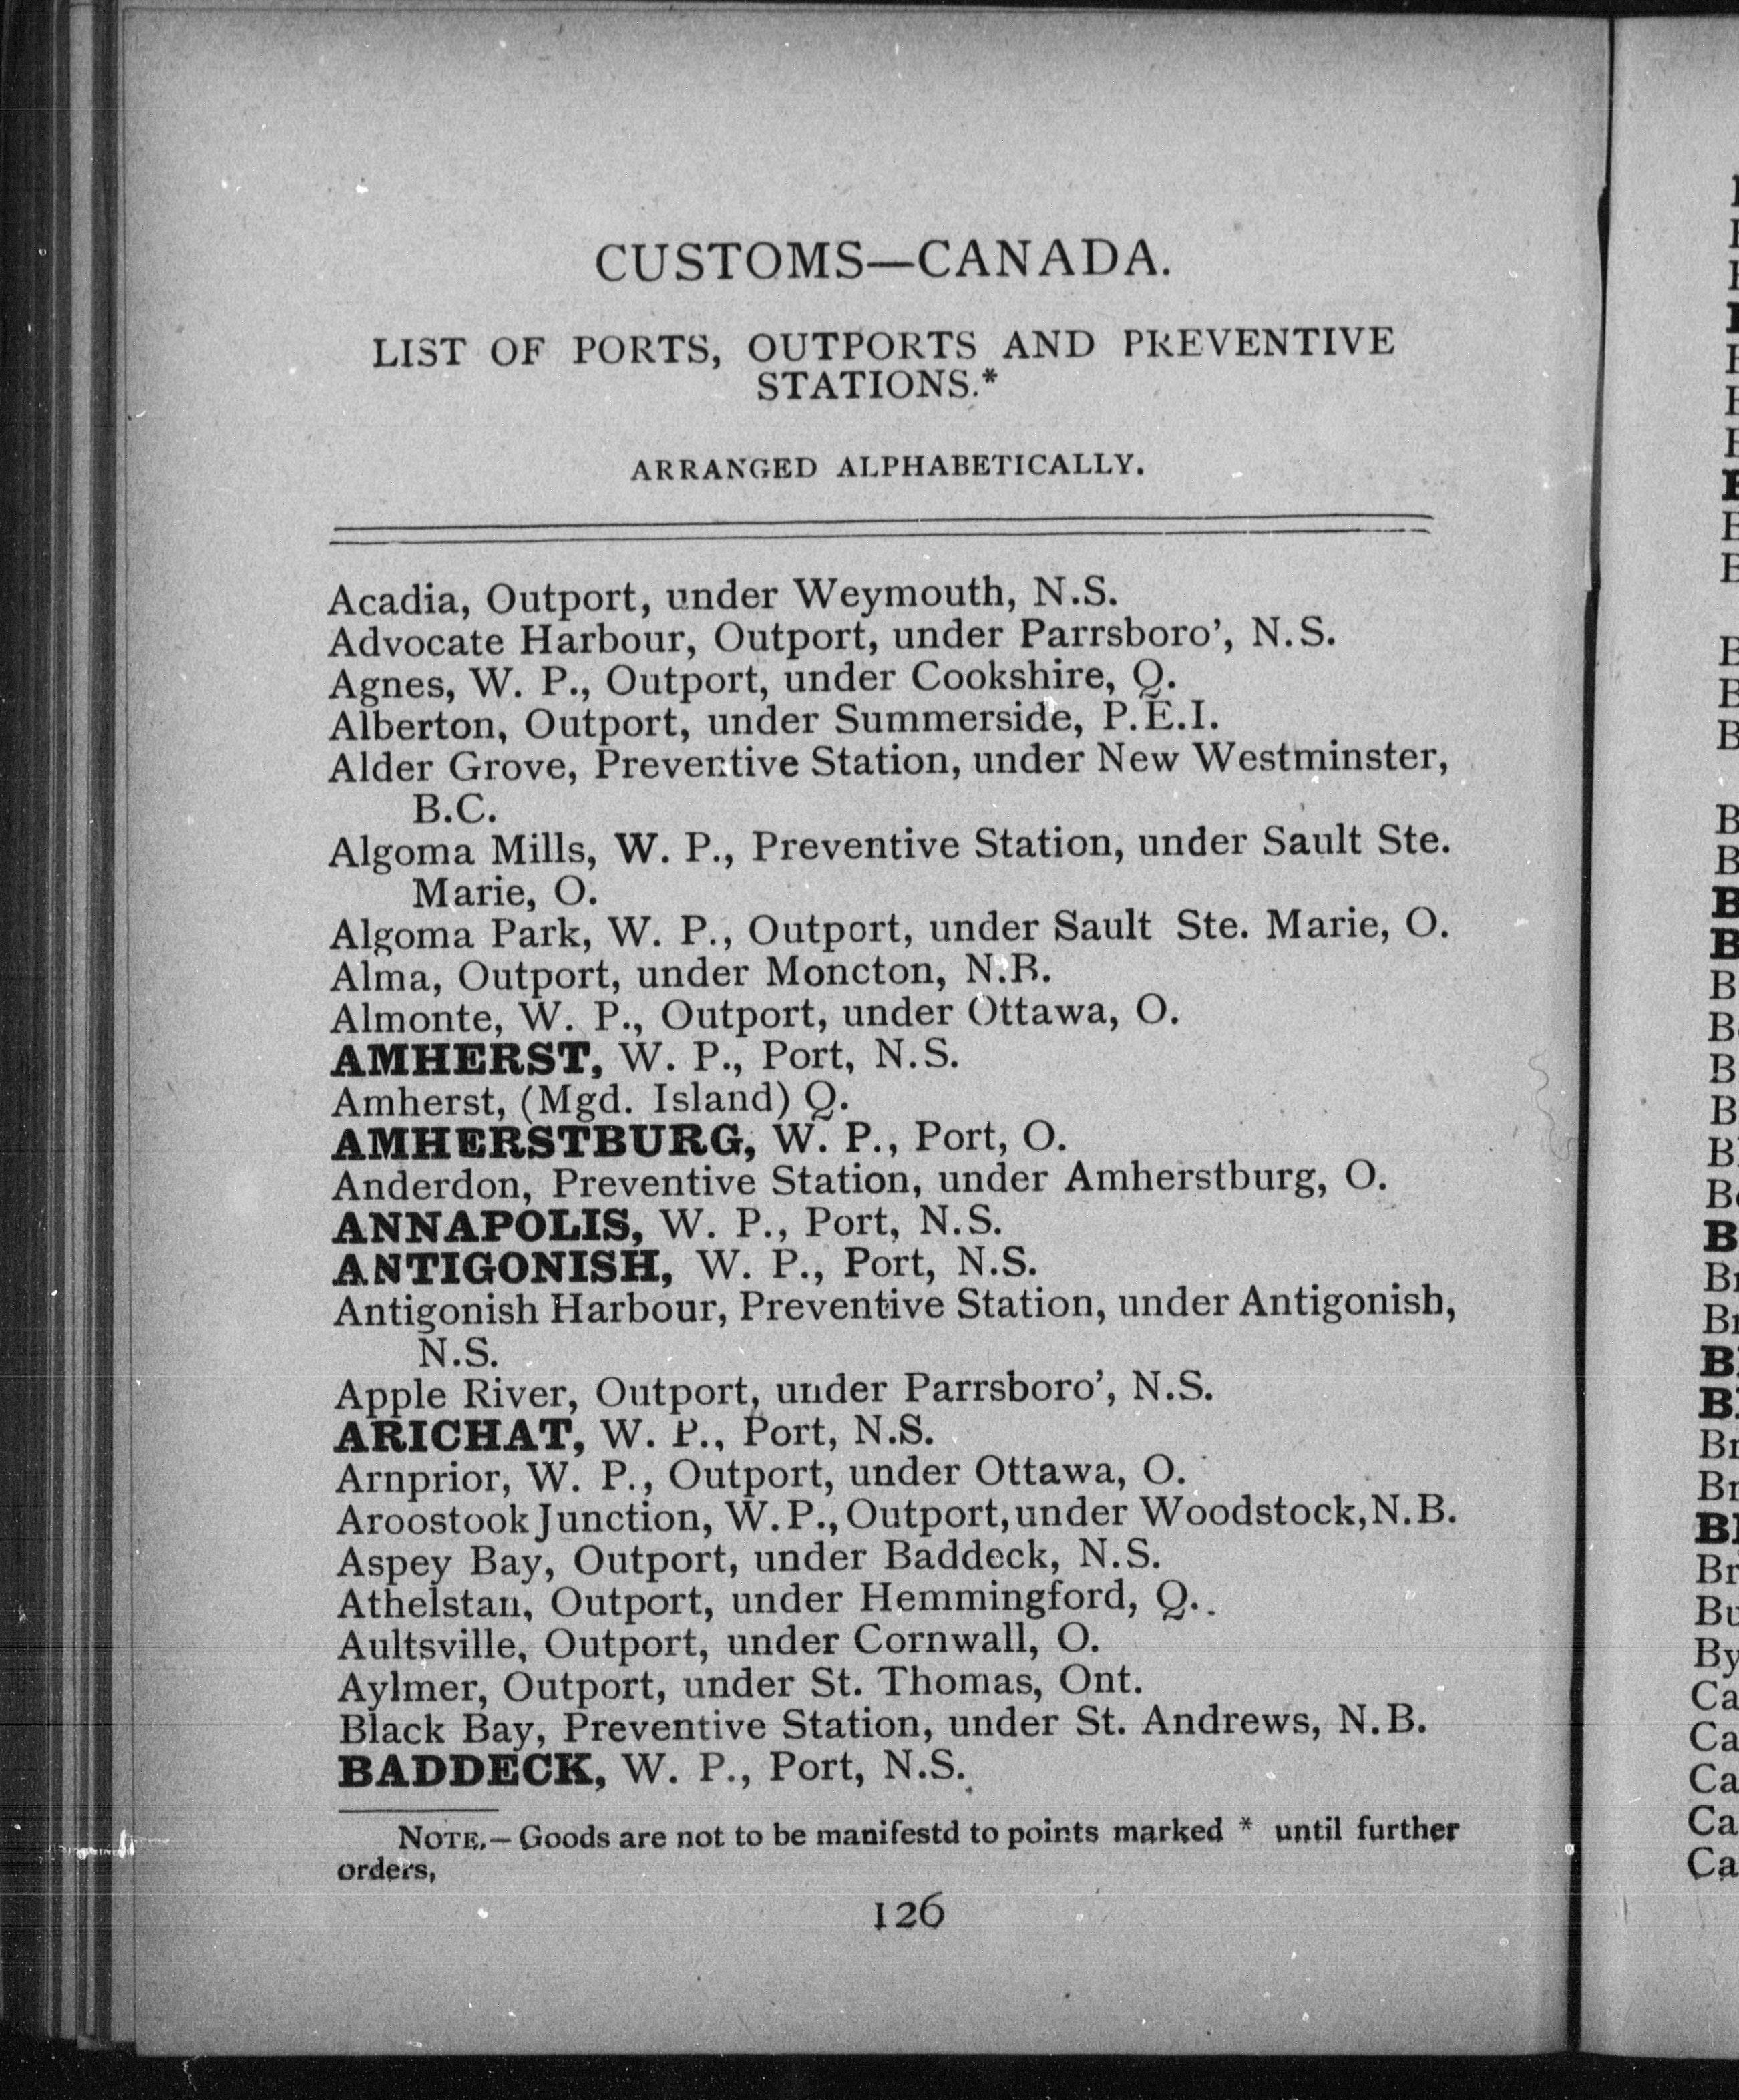 CUSTOMS—CANADA.
LIST OF PORTS, OUTPORTS AND PREVENTIVE
STATIONS.*
ARRANGED ALPHABETICALLY.
Acadia, Outport, under Weymouth, N.S.
Advocate Harbour, Outport, under Parrsboro', N.S.
Agnes, W. P., Outport, under Cookshire, Q.
Alberton, Outport, under Summerside, P.E.I.
Alder Grove, Preventive Station, under New Westminster,
B.C.
Algoma Mills, W. P., Preventive Station, under Sault Ste.
Marie, O.
Algoma Park, W. P., Outport, under Sault Ste. Marie, O.
Alma, Outport, under Moncton, N.B.
Almonte, W. P., Outport, under Ottawa, O.
AMHERST, W. P., Port, N.S.
Amherst, (Mgd. Island) Q.
AMHERSTBURG, W. P., Port, O.
Anderdon, Preventive Station, under Amherstburg, O.
ANNAPOLIS, W. P., Port, N.S.
ANTIGONISH, W. P., Port, N.S.
Antigonish Harbour, Preventive Station, under Antigonish,
N.S.
Apple River, Outport, under Parrsboro', N.S.
ARICHAT, W. P., Port, N.S.
Arnprior, W. P., Outport, under Ottawa, O.
Aroostook Junction, W.P., Outport, under Woodstock, N.B.
Aspey Bay, Outport, under Baddeck, N.S.
Athelstan, Outport, under Hemmingford, Q.
Aultsville, Outport, under Cornwall, O.
Aylmer, Outport, under St. Thomas, Ont.
Black Bay, Preventive Station, under St. Andrews, N.B.
BADDECK, W. P., Port, N.S.
NOTE.—Goods are not to be manifestd to points marked * until further
orders,
126